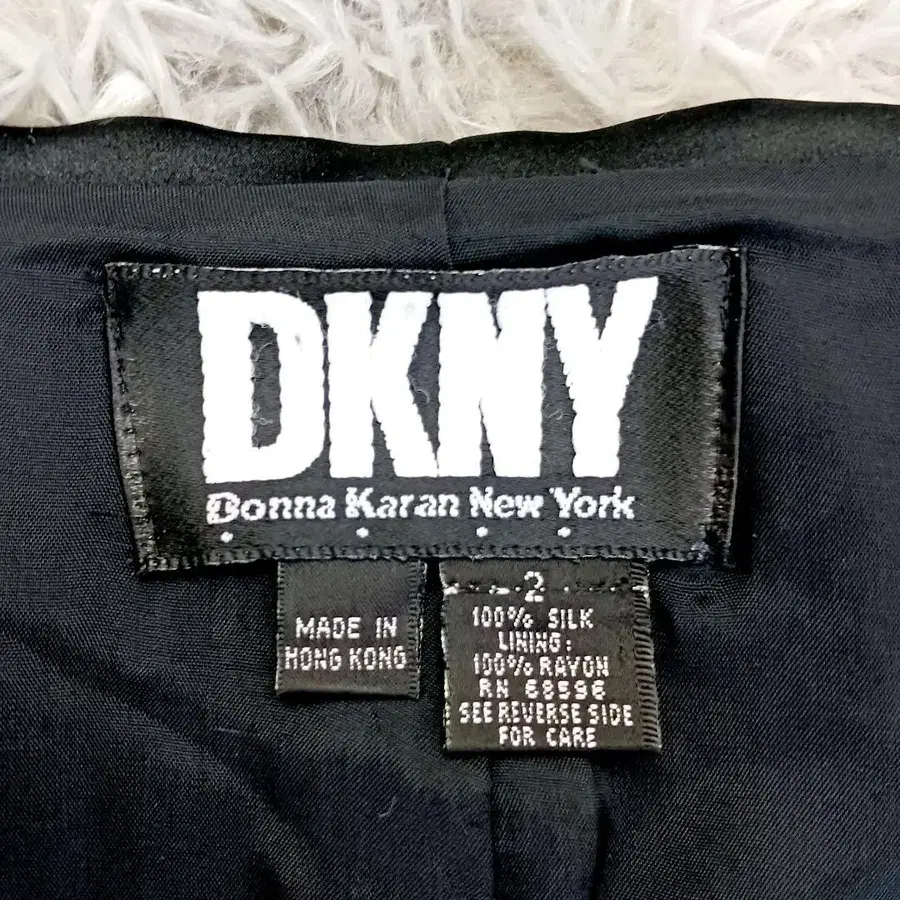 DKNY
Donna Karan New York
MADE IN
HONG KONG
2
100% SILK
LINING:
100% RAYON
RN 68596
SEE REVERSE SIDE
FOR CARE